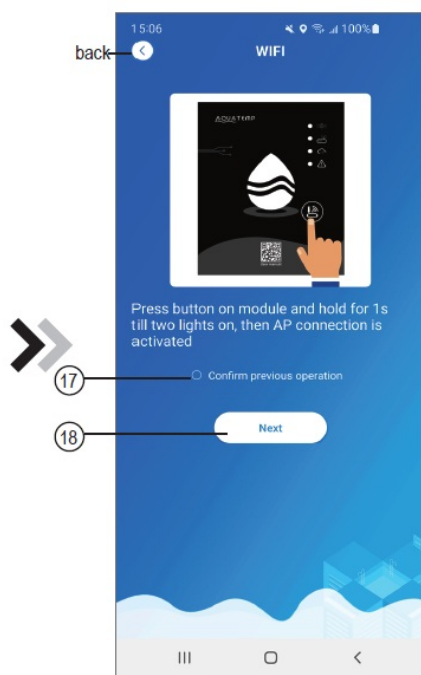 15:06
100%
back
WIFI
AQUATEMP
Press button on module and hold for 1s
till two lights on, then AP connection is
activated
17
Confirm previous operation
18
Next